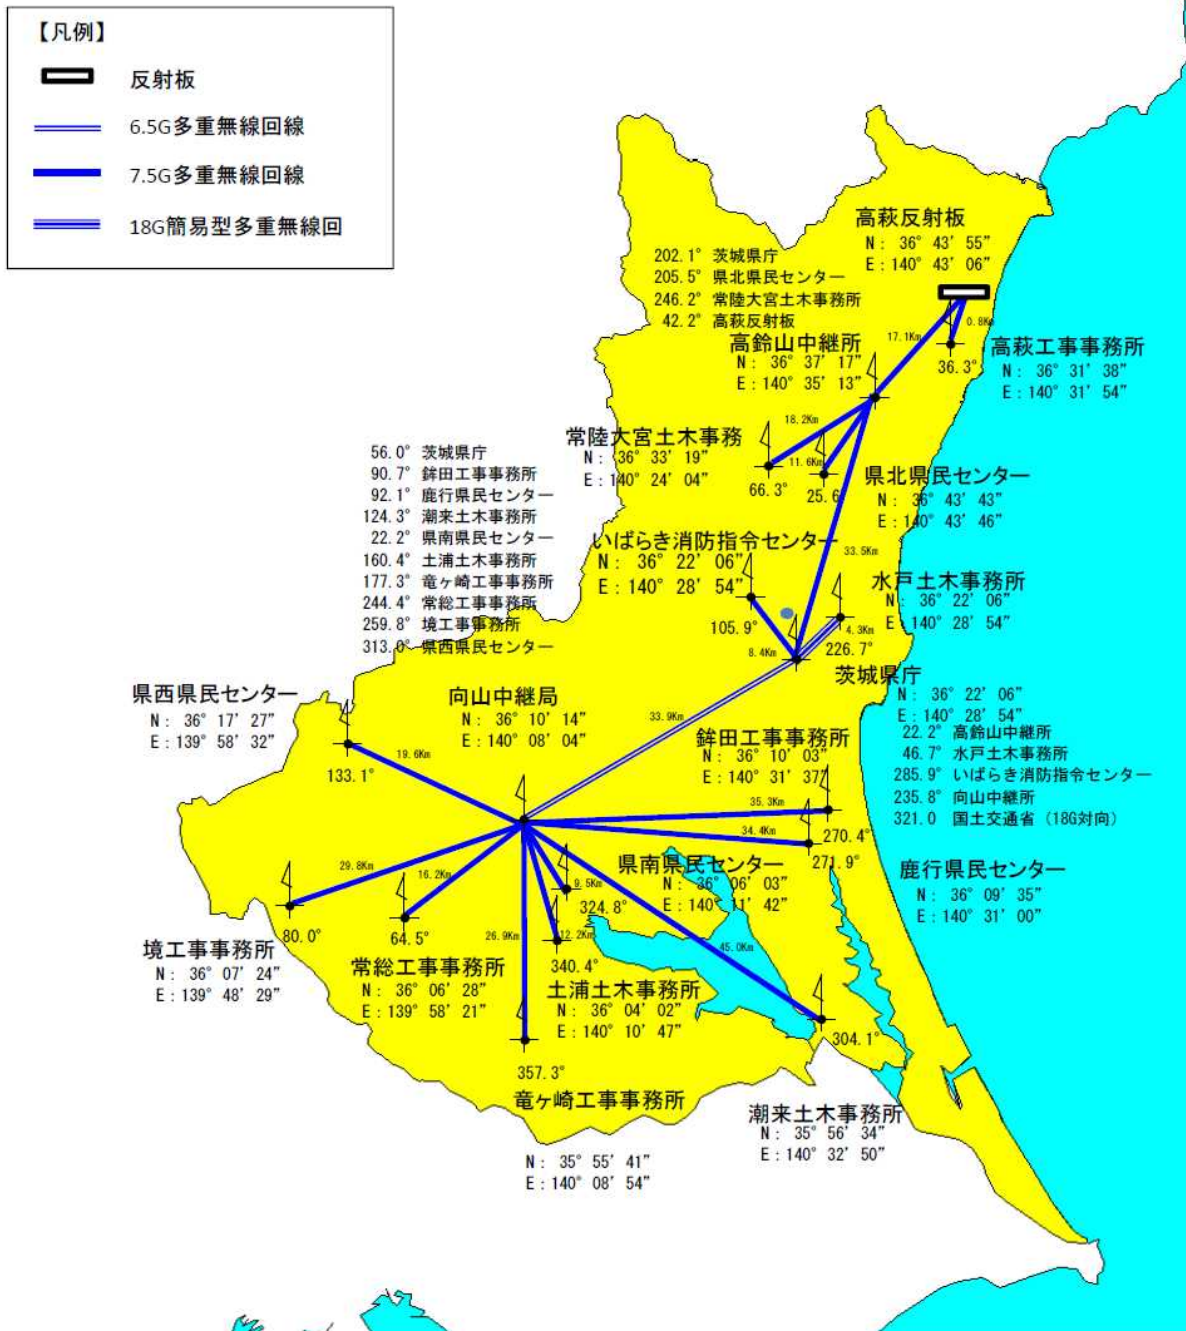 【凡例】
反射板
6.5G多重無線回線
7.5G多重無線回線
18G簡易型多重無線回
高萩反射板
N： 36° 43′ 55″
E：140° 43′ 06″
202.1° 茨城県庁
205.5° 県北県民センター
246.2° 常陸大宮土木事務所
42.2° 高萩反射板
高鈴山中継所
N： 36° 37′ 17″
E：140° 35′ 13″
17.1Km
0.8Km
36.3°
高萩工事事務所
N： 36° 31′ 38″
E：140° 31′ 54″
18.2Km
常陸大宮土木事務
N： 36° 33′ 19″
E：140° 24′ 04″
11.6Km
66.3°
25.6
県北県民センター
N： 36° 43′ 43″
E：140° 43′ 46″
56.0° 茨城県庁
90.7° 鉾田工事事務所
92.1° 鹿行県民センター
124.3° 潮来土木事務所
22.2° 県南県民センター
160.4° 土浦土木事務所
177.3° 竜ヶ崎工事事務所
244.4° 常総工事事務所
259.8° 境工事事務所
313.0° 県西県民センター
いばらき消防指令センター
N： 36° 22′ 06″
E：140° 28′ 54″
33.5Km
水戸土木事務所
N： 36° 22′ 06″
E：140° 28′ 54″
105.9°
4.3Km
226.7°
8.4Km
茨城県庁
N： 36° 22′ 06″
E：140° 28′ 54″
22.2° 高鈴山中継所
46.7° 水戸土木事務所
285.9° いばらき消防指令センター
235.8° 向山中継所
321.0 国土交通省（18G対向）
県西県民センター
N： 36° 17′ 27″
E：139° 58′ 32″
133.1°
19.6Km
向山中継局
N： 36° 10′ 14″
E：140° 08′ 04″
33.9Km
鉾田工事事務所
N： 36° 10′ 03″
E：140° 31′ 37″
35.3Km
270.4°
34.4Km
271.9°
鹿行県民センター
N： 36° 09′ 35″
E：140° 31′ 00″
県南県民センター
N： 36° 06′ 03″
E：140° 11′ 42″
29.8Km
16.2Km
9.5Km
324.8°
80.0°
64.5°
26.9Km
12.2Km
340.4°
45.0Km
304.1°
境工事事務所
N： 36° 07′ 24″
E：139° 48′ 29″
常総工事事務所
N： 36° 06′ 28″
E：139° 58′ 21″
土浦土木事務所
N： 36° 04′ 02″
E：140° 10′ 47″
357.3°
竜ヶ崎工事事務所
N： 35° 55′ 41″
E：140° 08′ 54″
潮来土木事務所
N： 35° 56′ 34″
E：140° 32′ 50″